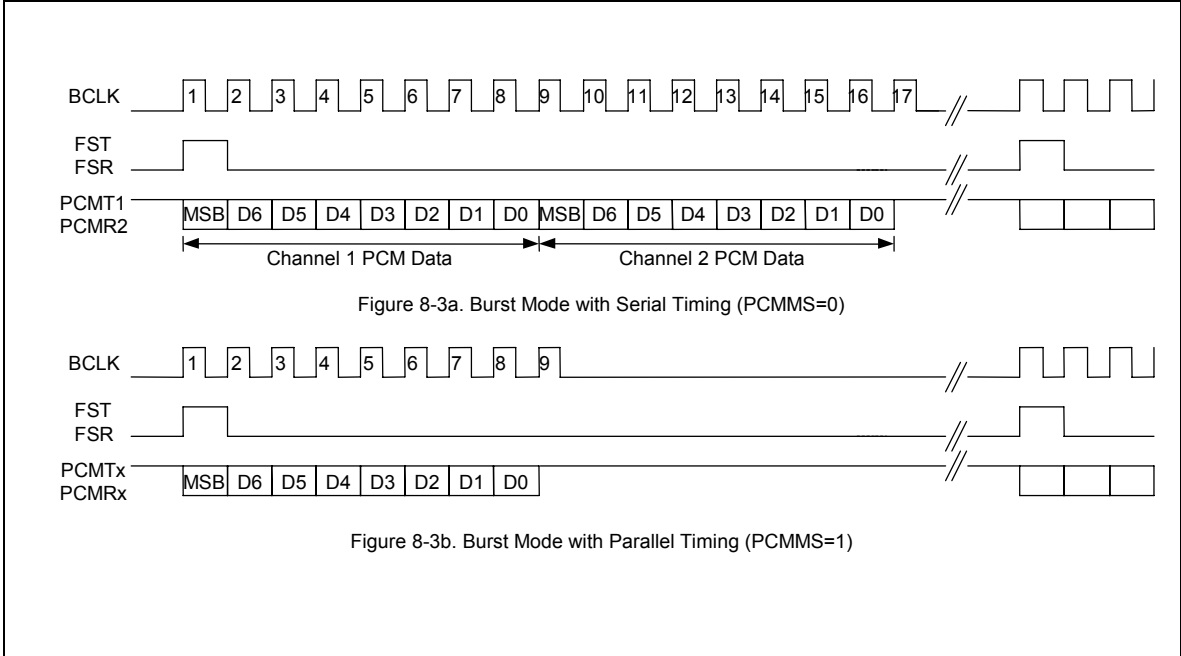 BCLK 1 2 3 4 5 6 7 8 9 10 11 12 13 14 15 16 17
FST
FSR
PCMT1
PCMR2
MSB D6 D5 D4 D3 D2 D1 D0 MSB D6 D5 D4 D3 D2 D1 D0
Channel 1 PCM Data Channel 2 PCM Data
Figure 8-3a. Burst Mode with Serial Timing (PCMMS=0)
BCLK 1 2 3 4 5 6 7 8 9
FST
FSR
PCMTx
PCMRx
MSB D6 D5 D4 D3 D2 D1 D0
Figure 8-3b. Burst Mode with Parallel Timing (PCMMS=1)